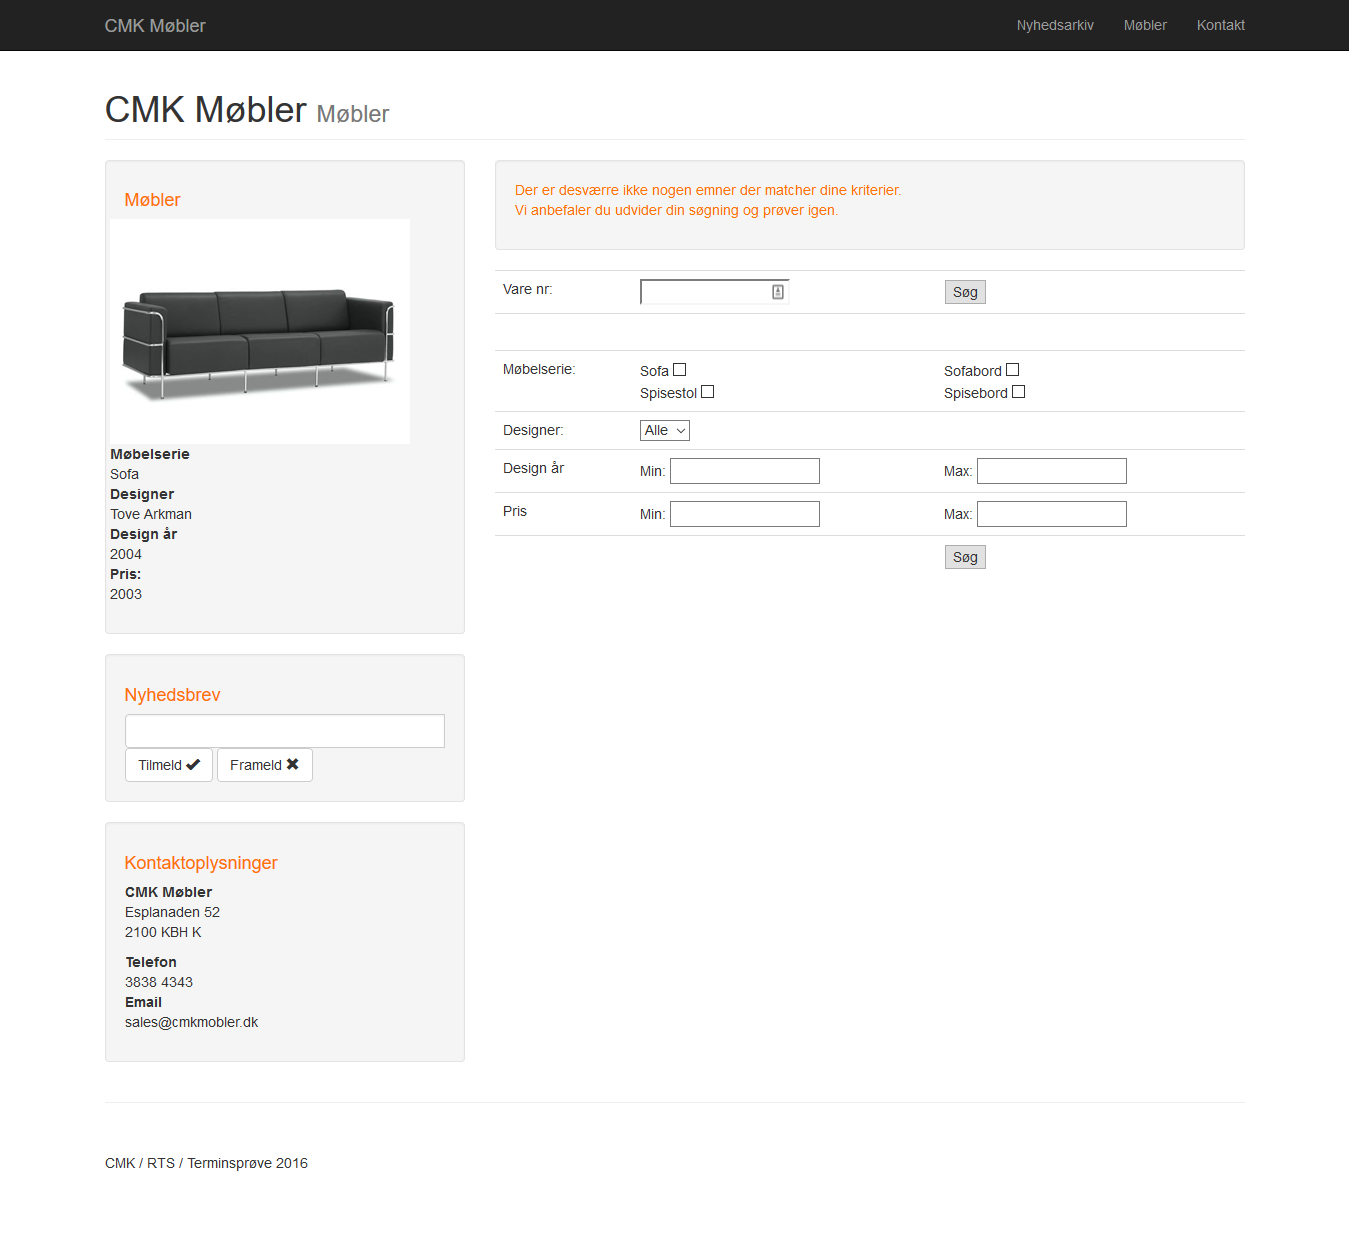 CMK Møbler
Nyhedsarkiv Møbler Kontakt
CMK Møbler Møbler
Møbler
Møbelserie
Sofa
Designer
Tove Arkman
Design år
2004
Pris:
2003
Nyhedsbrev
Tilmeld Frameld
Kontaktoplysninger
CMK Møbler
Esplanaden 52
2100 KBH K
Telefon
3838 4343
Email
sales@cmkmobler.dk
Der er desværre ikke nogen emner der matcher dine kriterier.
Vi anbefaler du udvider din søgning og prøver igen.
Vare nr: Søg
Møbelserie: Sofa Sofabord
Spisestol Spisebord
Designer: Alle
Design år Min: Max:
Pris Min: Max:
Søg
CMK / RTS / Terminsprøve 2016